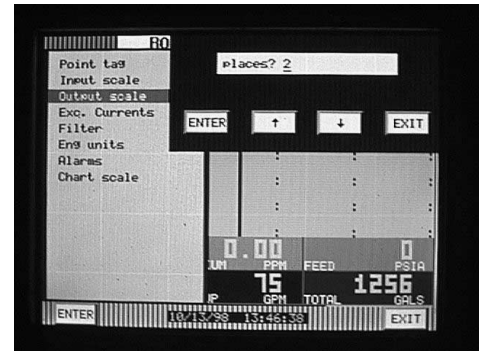 RO
Point tag
Input scale
Output scale
Exc. Currents
Filter
Eng units
Alarms
Chart scale
places? 2
ENTER ↑ ↓ EXIT
0.00
UM PPM
FEED 0 PSIA
75
GPM
TOTAL 1256 GALS
ENTER 10/13/98 13:46:38 EXIT